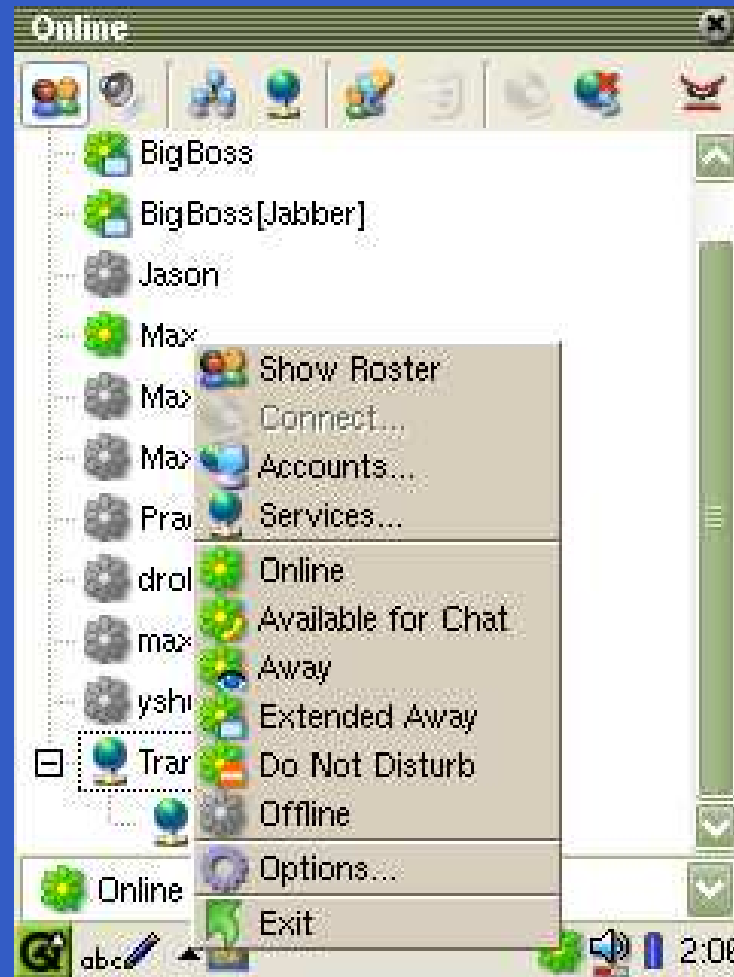 Online
BigBoss
BigBoss[Jabber]
Jason
Max
Show Roster
Connect...
Accounts...
Services...
Online
Available for Chat
Away
Extended Away
Do Not Disturb
Offline
Options...
Exit
Online
abc